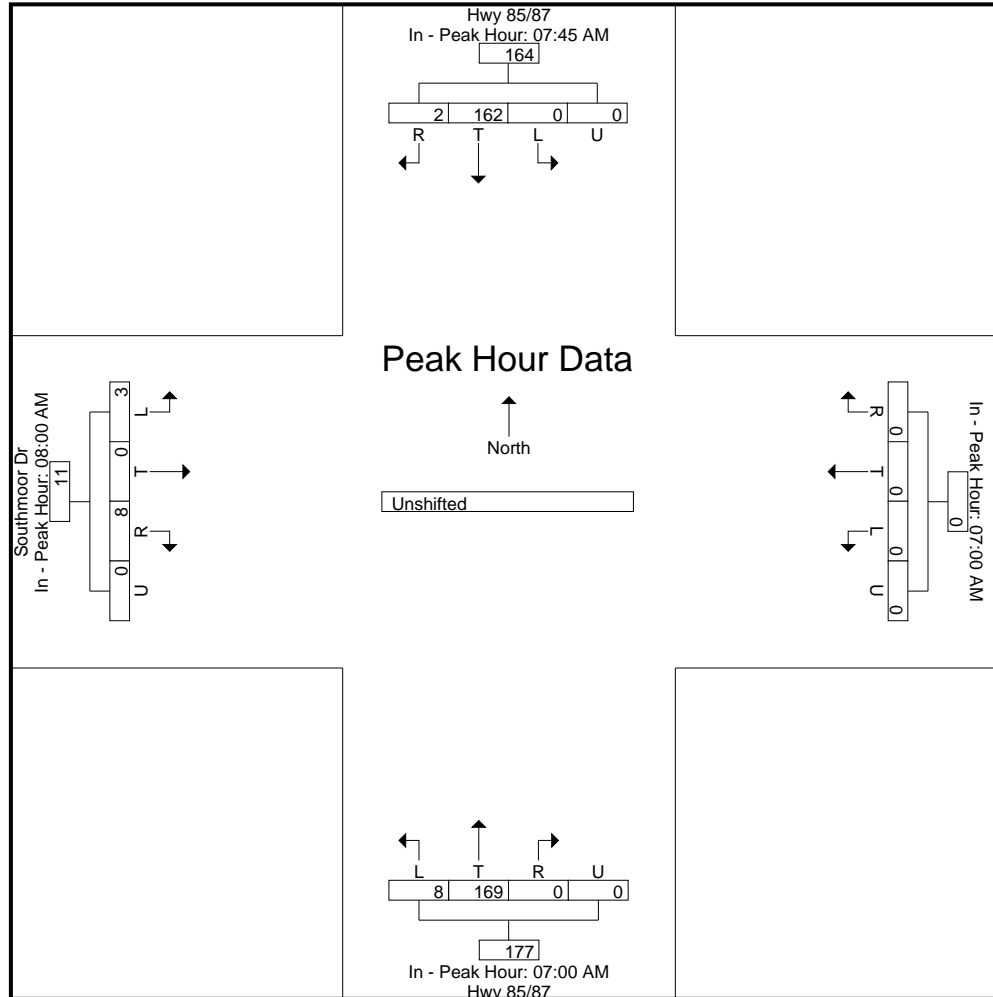 Hwy 85/87
In - Peak Hour: 07:45 AM
164
2 162 0 0
R T L U
Peak Hour Data
North
Unshifted
Southmoor Dr
In - Peak Hour: 08:00 AM
11
3 0 8 0
L T R U
In - Peak Hour: 07:00 AM
0
0 0 0 0
R T L U
L T R U
8 169 0 0
177
In - Peak Hour: 07:00 AM
Hwy 85/87